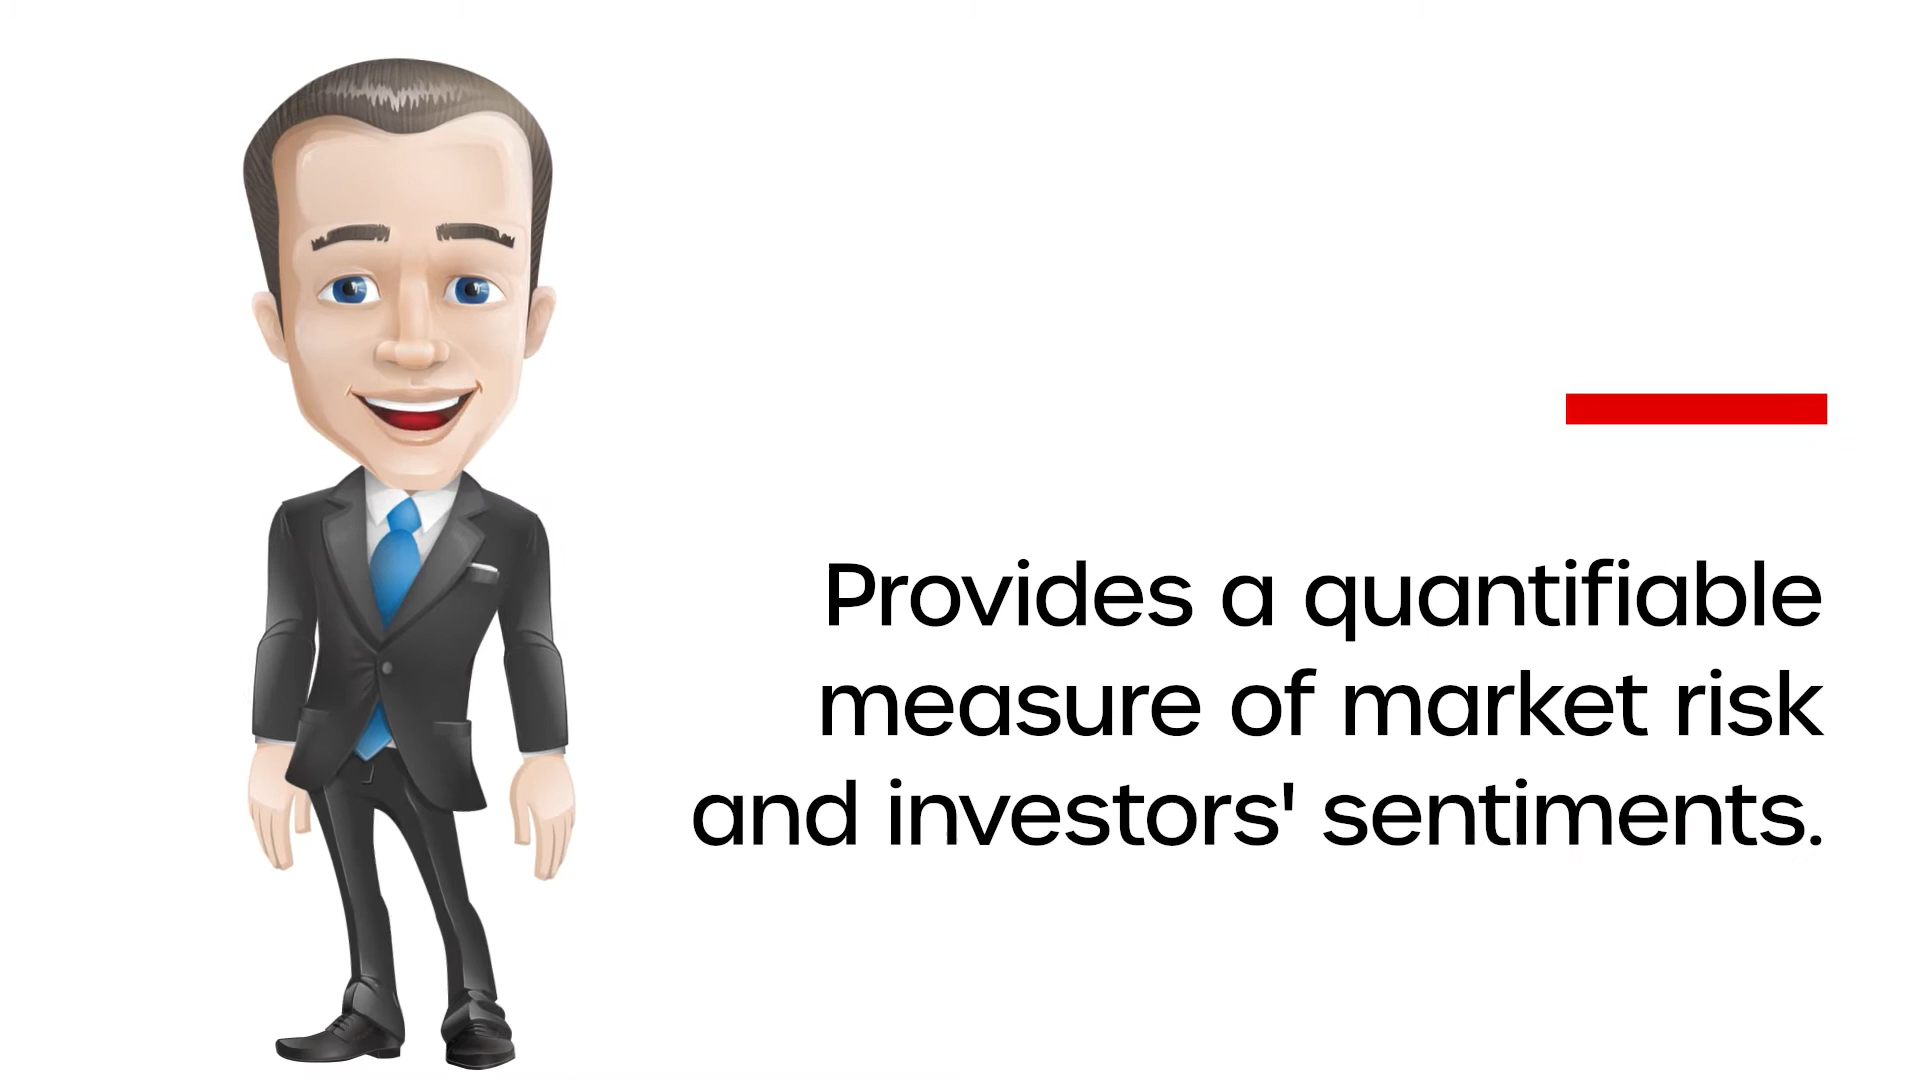 Provides a quantifiable
measure of market risk
and investors' sentiments.